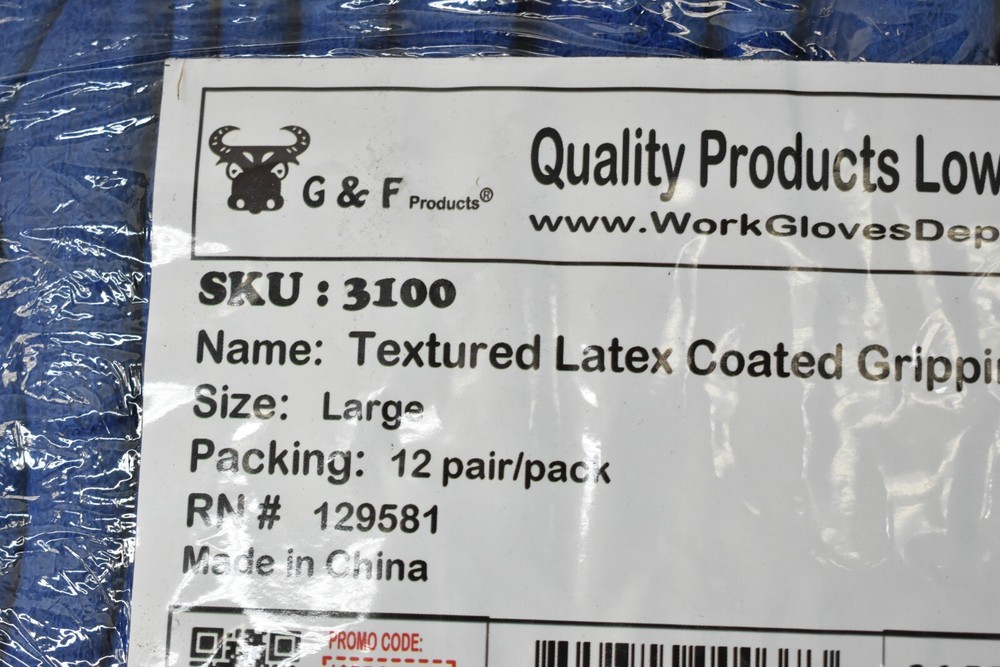 G & F Products®
Quality Products Low
www.WorkGlovesDep
SKU : 3100
Name: Textured Latex Coated Grippi
Size: Large
Packing: 12 pair/pack
RN # 129581
Made in China
PROMO CODE: